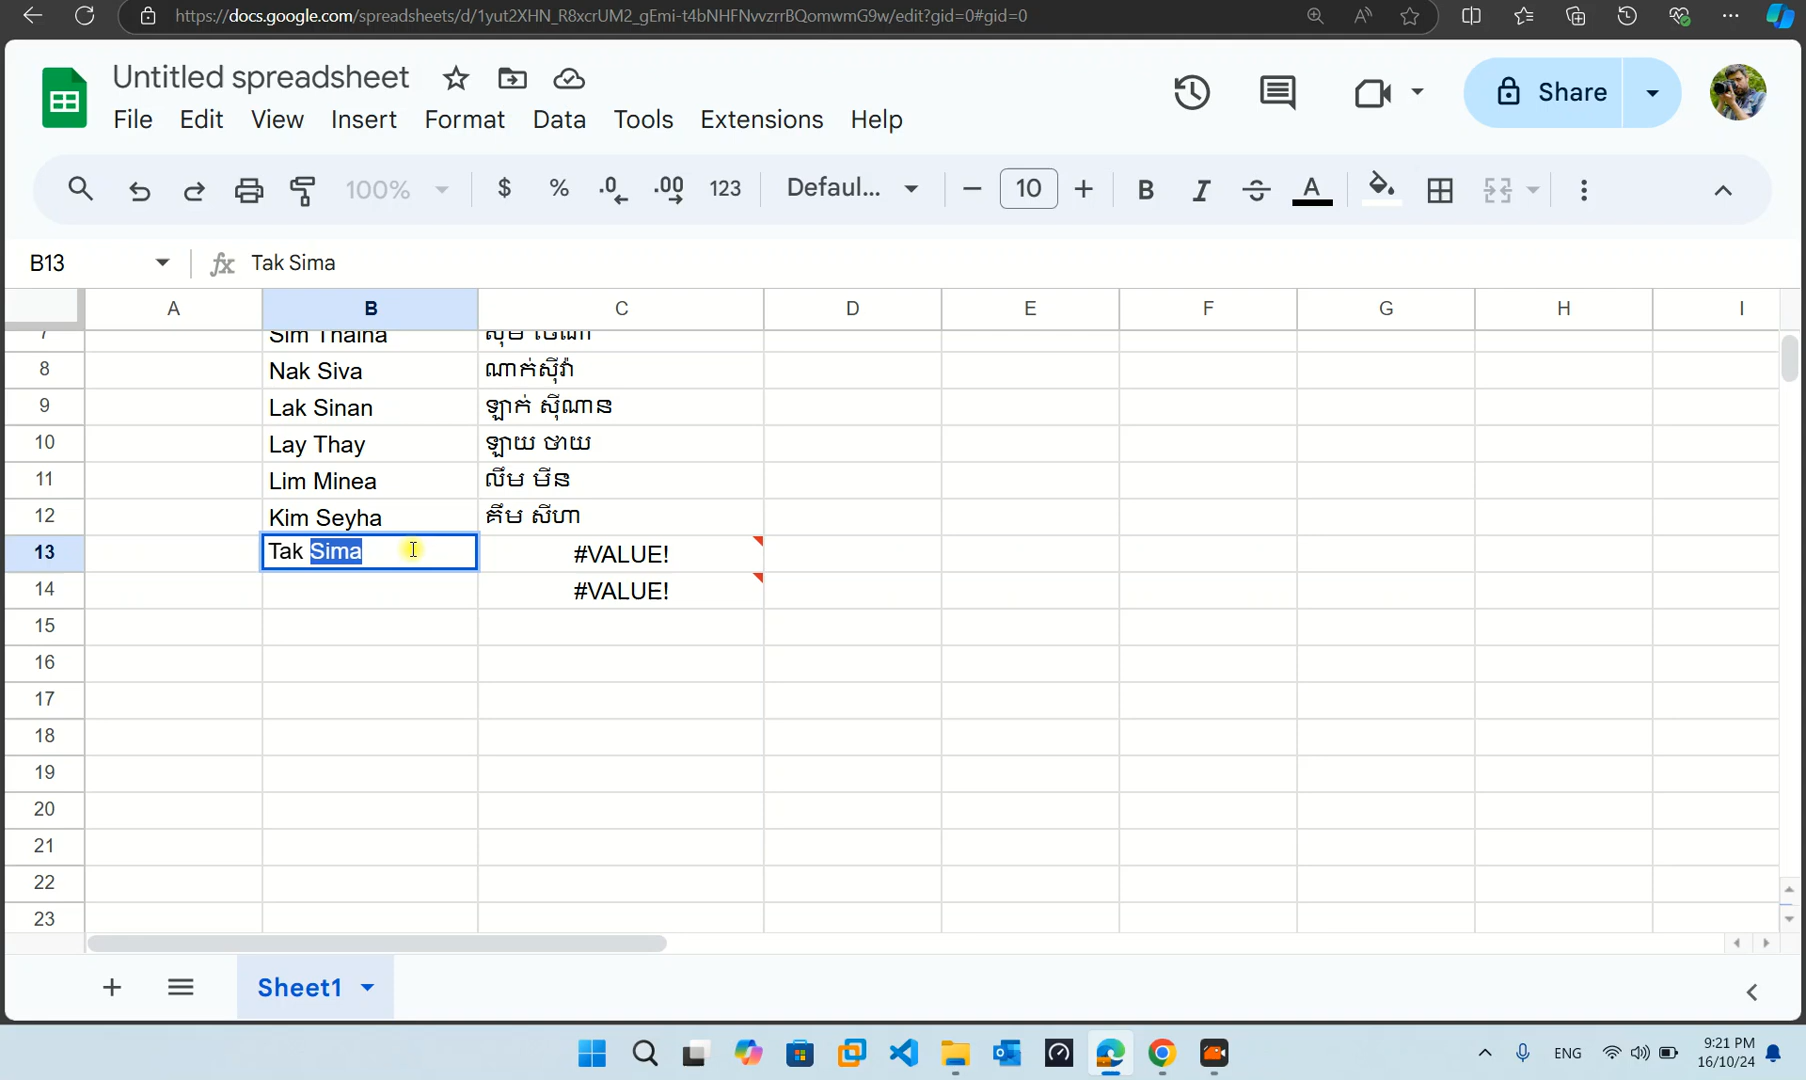 https://docs.google.com/spreadsheets/d/1yut2XHN_R8xcrUM2_gEmi-t4bNHFNvvzrrBQomwmG9w/edit?gid=0#gid=0
Untitled spreadsheet
Share
File Edit View Insert Format Data Tools Extensions Help
100% $ % .0 .00 123 Defaul... 10 B I A
B13 fx Tak Sima
A B C D E F G H I
7 Sim Thaina
8 Nak Siva ណាក់ស៊ីវ៉ា
9 Lak Sinan ឡាក់ ស៊ីណាន
10 Lay Thay ឡាយ ថាយ
11 Lim Minea លឹម មីន
12 Kim Seyha គឹម សីហា
13 Tak Sima #VALUE!
14 #VALUE!
15
16
17
18
19
20
21
22
23
Sheet1
ENG
9:21 PM
16/10/24